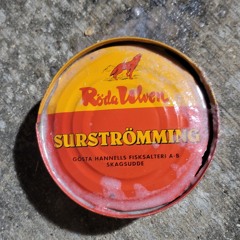 Röda Ulven
SURSTRÖMMING
GÖSTA HANNELLS FISKSALTERI A-B
SKAGSUDDE